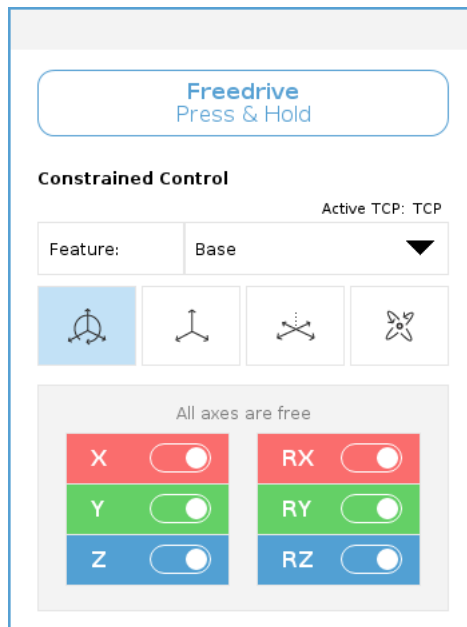 Freedrive
Press & Hold
Constrained Control
Active TCP: TCP
Feature: Base
All axes are free
X RX
Y RY
Z RZ